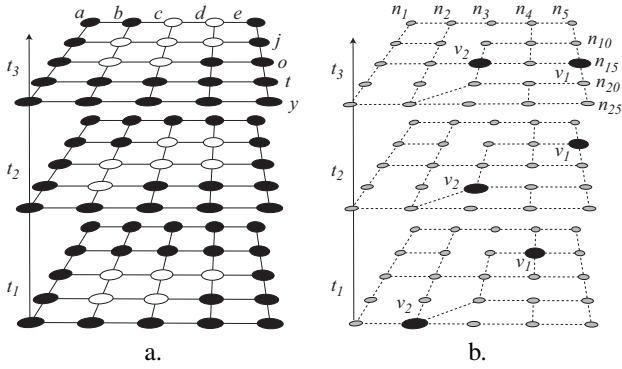 a b c d e
j
o
t
y
t3
t2
t1
a.
n1 n2 n3 n4 n5
n10
v2
n15
v1
n20
n25
t3
v1
t2
v2
v1
t1
v2
b.